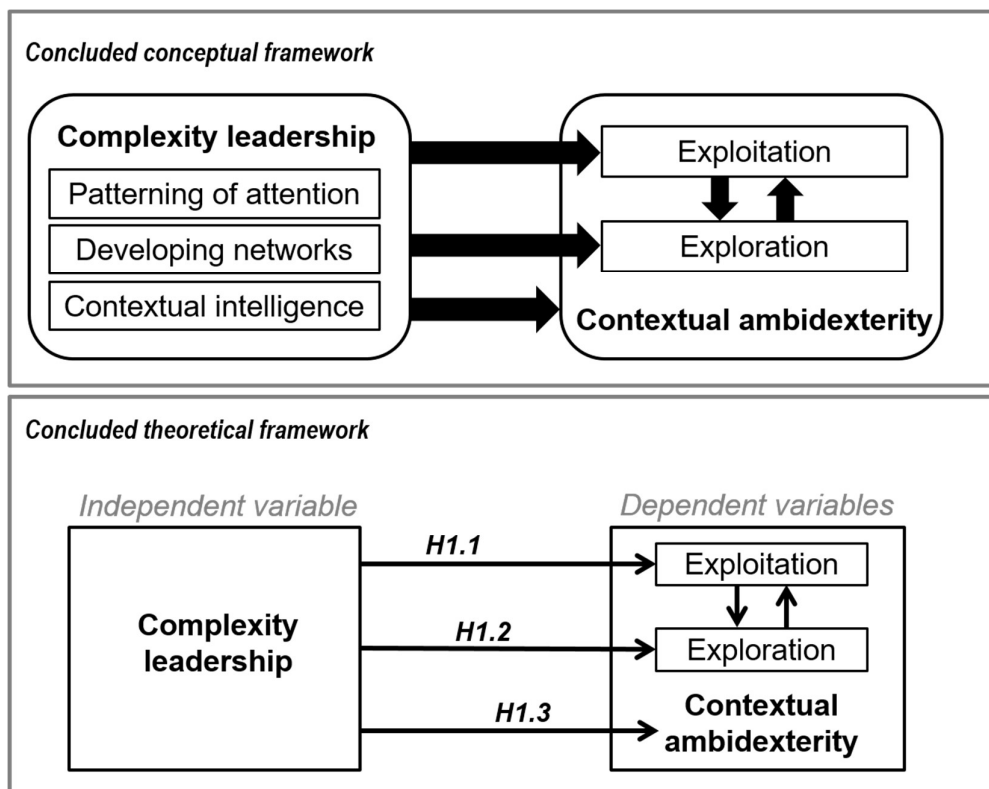 Concluded conceptual framework
Complexity leadership
Patterning of attention
Developing networks
Contextual intelligence
Exploitation
Exploration
Contextual ambidexterity
Concluded theoretical framework
Independent variable
Complexity
leadership
H1.1
H1.2
H1.3
Dependent variables
Exploitation
Exploration
Contextual
ambidexterity